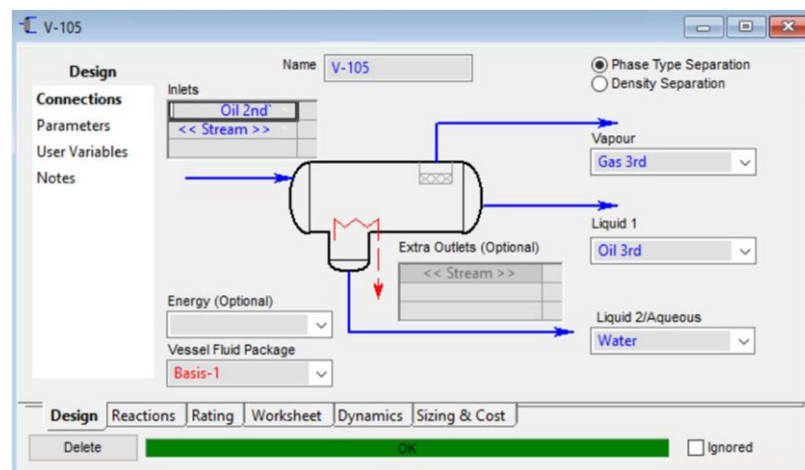 V-105
Design
Connections
Parameters
User Variables
Notes
Name V-105
Inlets
Oil 2nd`
<< Stream >>
Phase Type Separation
Density Separation
Vapour
Gas 3rd
Liquid 1
Oil 3rd
Extra Outlets (Optional)
<< Stream >>
Energy (Optional)
Vessel Fluid Package
Basis-1
Liquid 2/Aqueous
Water
Design Reactions Rating Worksheet Dynamics Sizing & Cost
Delete OK Ignored